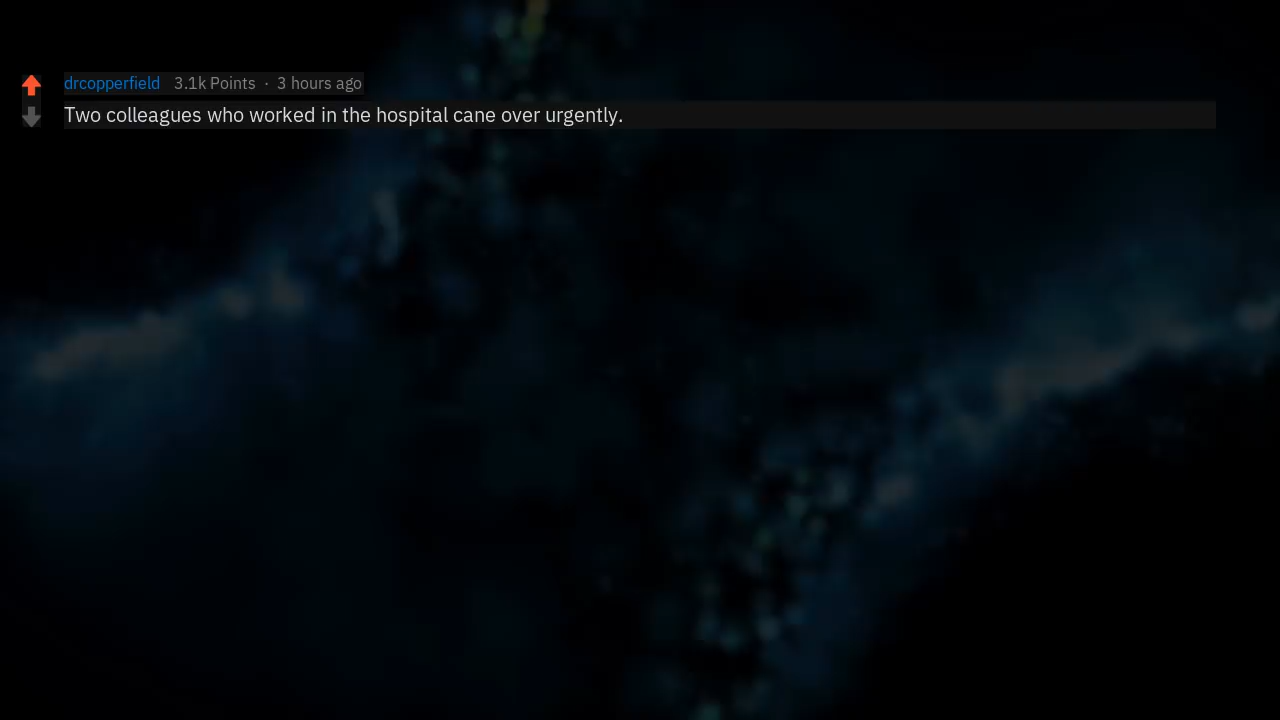 drcopperfield 3.1k Points · 3 hours ago
Two colleagues who worked in the hospital cane over urgently.